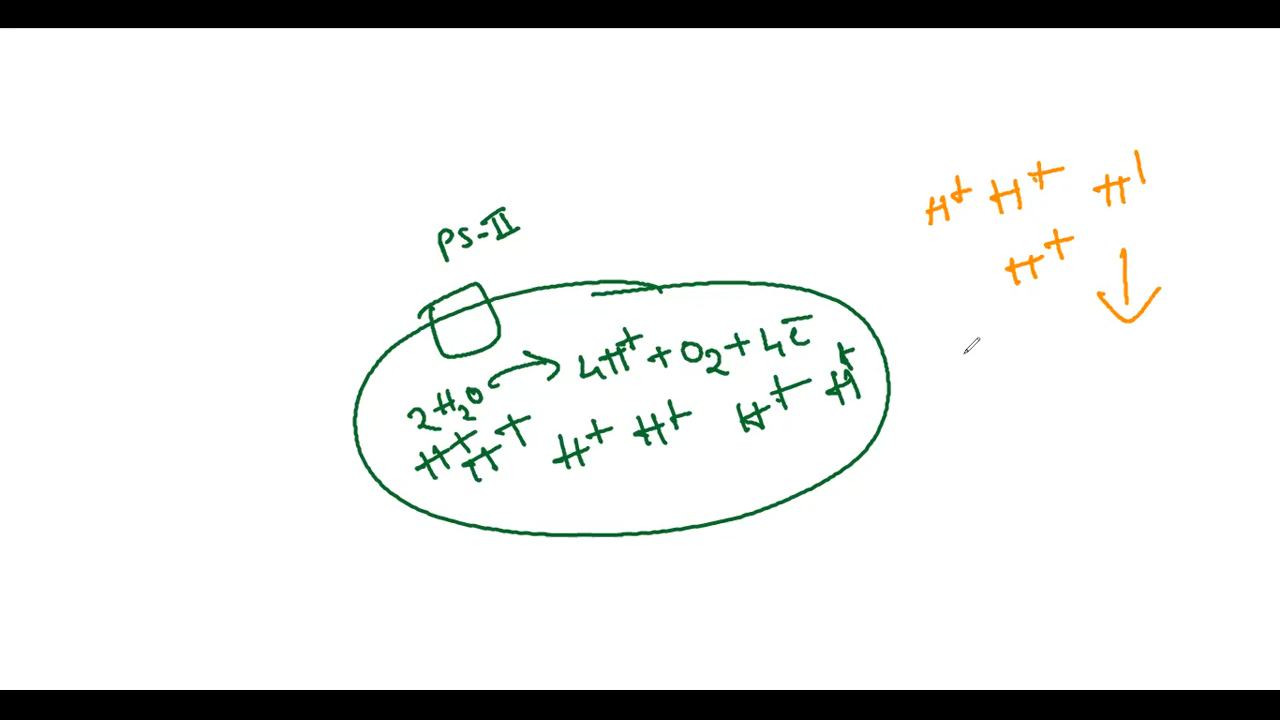 PS-II
H+ H+ H
H+
2H2O → 4H+ + O2 + 4e-
H+ H+ H+ H+ H+ H+